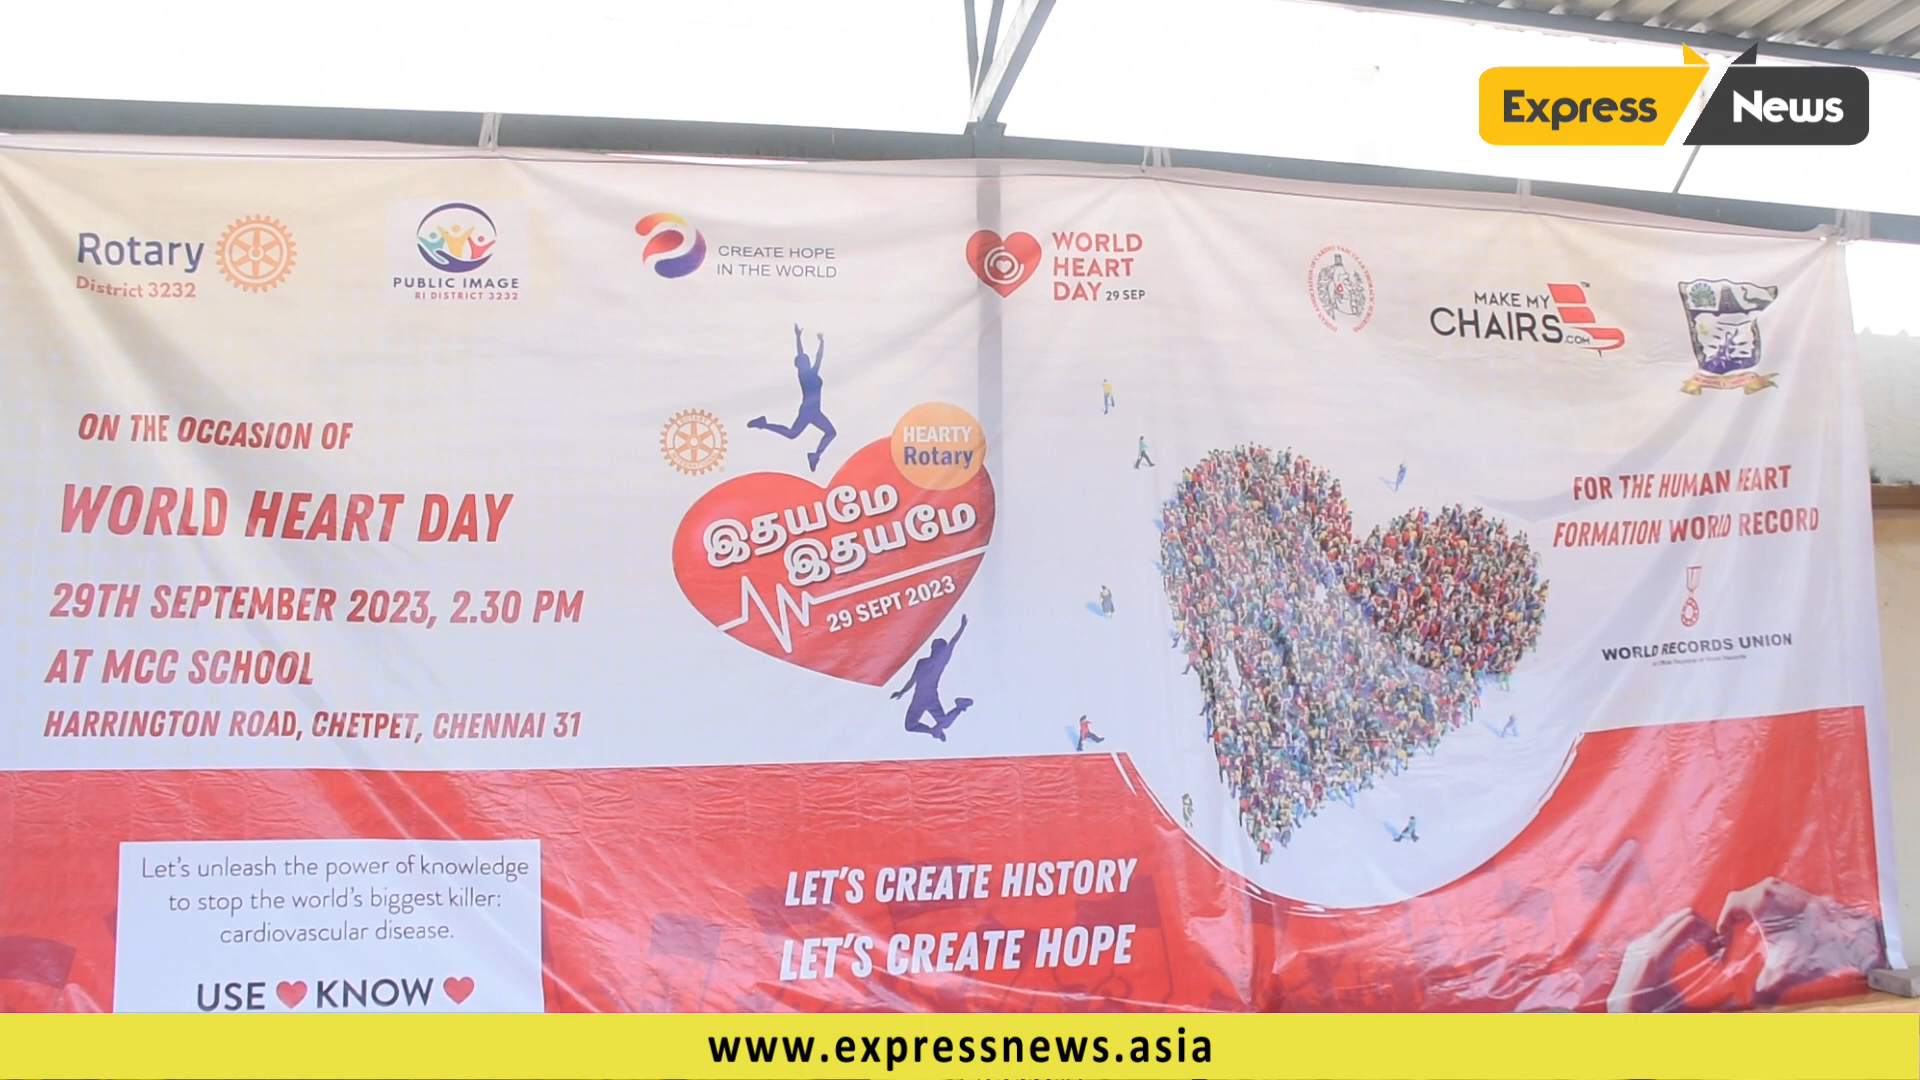 Express News
Rotary
District 3232
PUBLIC IMAGE
RI DISTRICT 3232
CREATE HOPE
IN THE WORLD
WORLD
HEART
DAY 29 SEP
MAKE MY
CHAIRS.COM
TM
ON THE OCCASION OF
WORLD HEART DAY
29TH SEPTEMBER 2023, 2.30 PM
AT MCC SCHOOL
HARRINGTON ROAD, CHETPET, CHENNAI 31
HEARTY
Rotary
இதயமே
இதயமே
29 SEPT 2023
FOR THE HUMAN HEART
FORMATION WORLD RECORD
WORLD RECORDS UNION
Let's unleash the power of knowledge
to stop the world's biggest killer:
cardiovascular disease.
USE ❤ KNOW ❤
LET'S CREATE HISTORY
LET'S CREATE HOPE
www.expressnews.asia